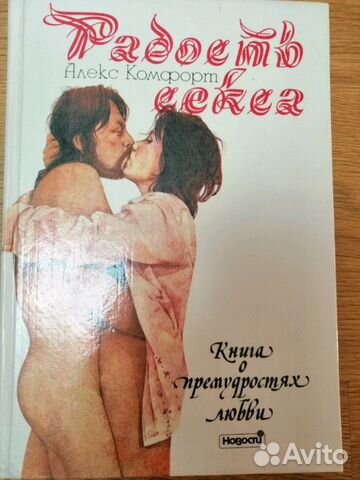 Радость
Алекс Комфорт
секса
Книга
о
премудростях
любви
Новости
Avito